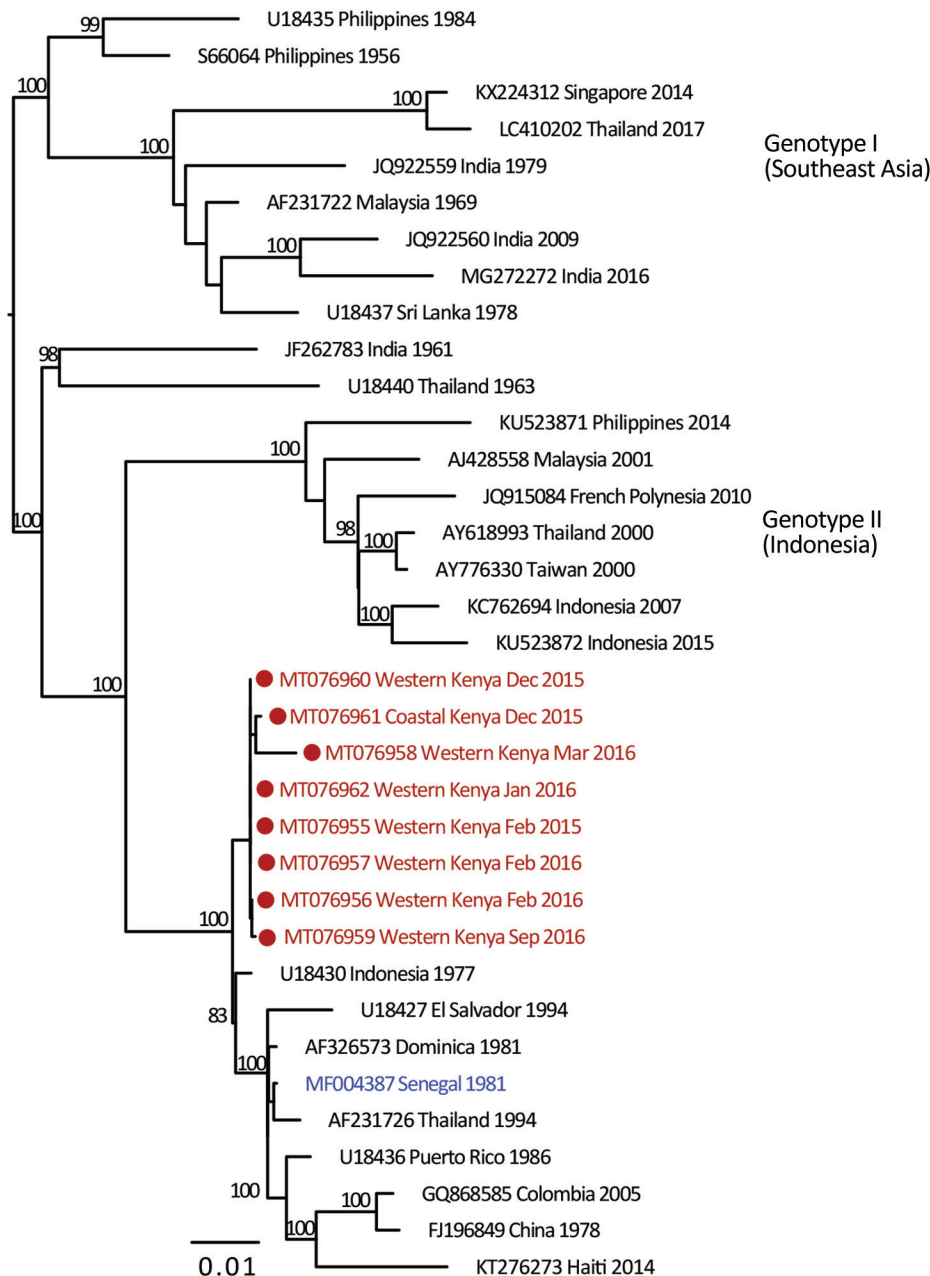 99
U18435 Philippines 1984
S66064 Philippines 1956
100
KX224312 Singapore 2014
100
LC410202 Thailand 2017
100
JQ922559 India 1979
Genotype I
(Southeast Asia)
AF231722 Malaysia 1969
JQ922560 India 2009
100
MG272272 India 2016
U18437 Sri Lanka 1978
JF262783 India 1961
98
U18440 Thailand 1963
KU523871 Philippines 2014
100
AJ428558 Malaysia 2001
JQ915084 French Polynesia 2010
100
98
AY618993 Thailand 2000
100
Genotype II
(Indonesia)
AY776330 Taiwan 2000
KC762694 Indonesia 2007
100
KU523872 Indonesia 2015
100
MT076960 Western Kenya Dec 2015
MT076961 Coastal Kenya Dec 2015
MT076958 Western Kenya Mar 2016
MT076962 Western Kenya Jan 2016
MT076955 Western Kenya Feb 2015
MT076957 Western Kenya Feb 2016
MT076956 Western Kenya Feb 2016
100
MT076959 Western Kenya Sep 2016
U18430 Indonesia 1977
83
U18427 El Salvador 1994
AF326573 Dominica 1981
100
MF004387 Senegal 1981
AF231726 Thailand 1994
U18436 Puerto Rico 1986
100
GQ868585 Colombia 2005
100
FJ196849 China 1978
100
KT276273 Haiti 2014
0.01